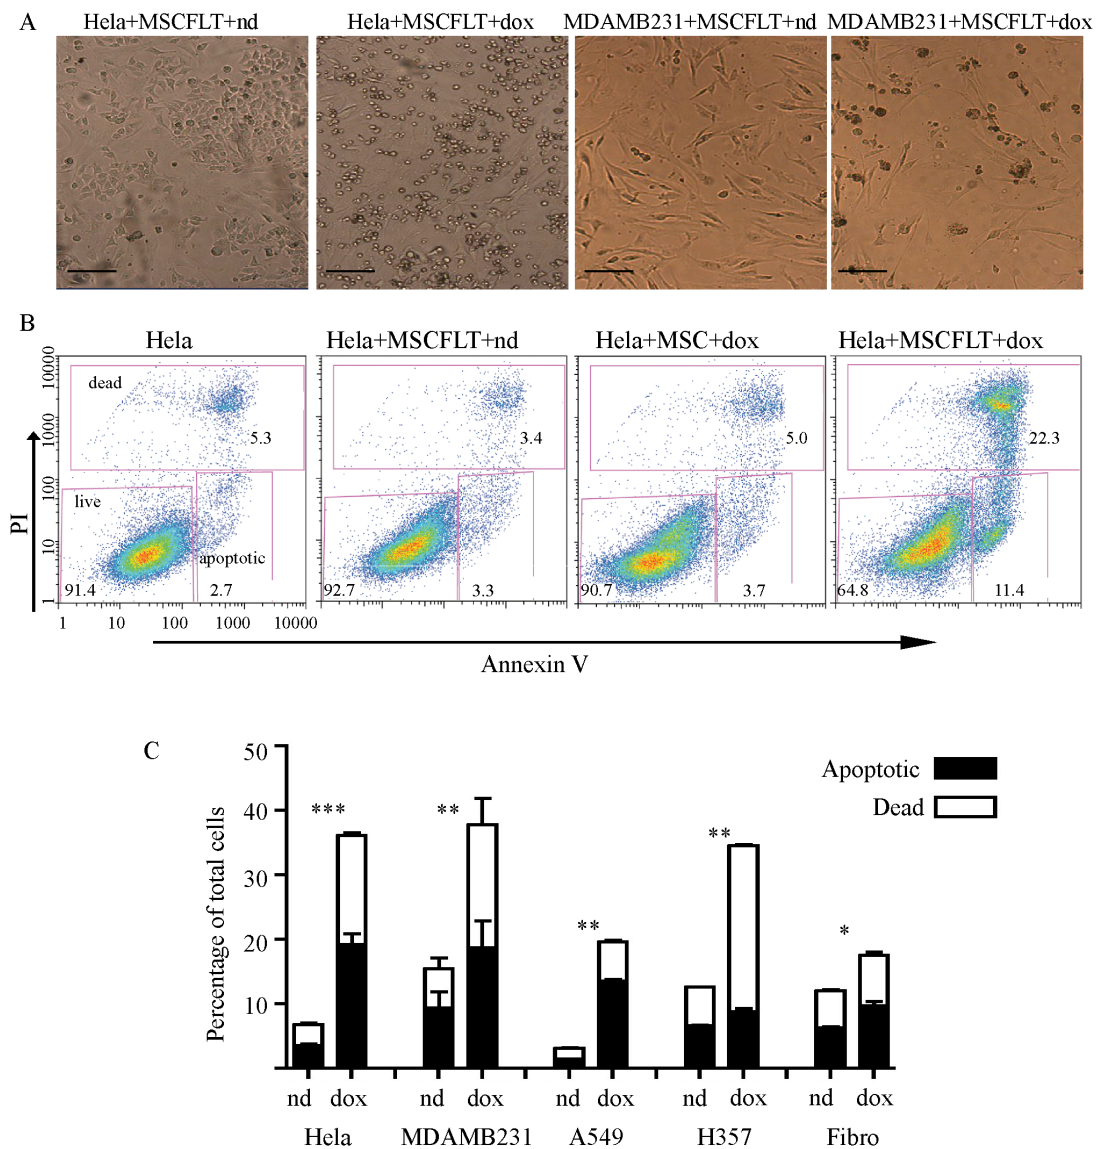 A
Hela+MSCFLT+nd
Hela+MSCFLT+dox
MDAMB231+MSCFLT+nd
MDAMB231+MSCFLT+dox
B
Hela
Hela+MSCFLT+nd
Hela+MSC+dox
Hela+MSCFLT+dox
10000
1000
100
10
1
PI
dead
5.3
live
apoptotic
91.4
2.7
3.4
92.7
3.3
5.0
90.7
3.7
22.3
64.8
11.4
1 10 100 1000 10000
Annexin V
C
50
40
30
20
10
Percentage of total cells
Apoptotic
Dead
***
**
**
**
*
nd dox nd dox nd dox nd dox nd dox
Hela MDAMB231 A549 H357 Fibro